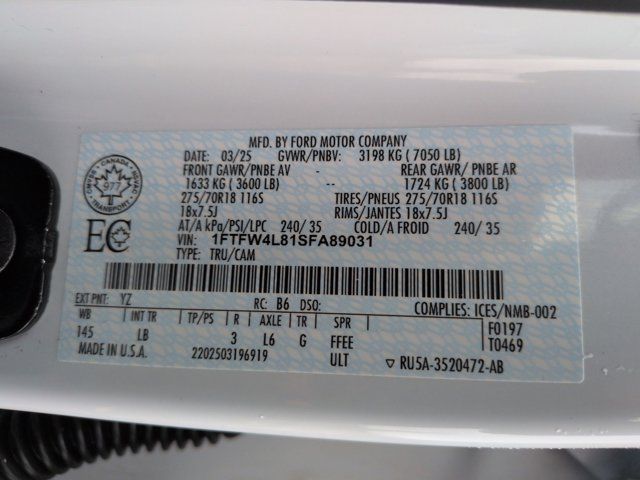 MFD. BY FORD MOTOR COMPANY
DATE: 03/25 GVWR/PNBV: 3198 KG ( 7050 LB)
FRONT GAWR/PNBE AV REAR GAWR/ PNBE AR
1633 KG ( 3600 LB) -- 1724 KG ( 3800 LB)
275/70R18 116S TIRES/PNEUS 275/70R18 116S
18x7.5J RIMS/JANTES 18x7.5J
AT/A kPa/PSI/LPC 240/ 35 COLD/A FROID 240/ 35
VIN: 1FTFW4L81SFA89031
TYPE: TRU/CAM
CANADA
977
TRANSPORT
EC
EXT PNT: YZ RC: B6 DSO: COMPLIES: ICES/NMB-002
WB INT TR TP/PS R AXLE TR SPR F0197
145 LB 3 L6 G FFEE T0469
MADE IN U.S.A. 2202503196919 ULT ▽ RU5A-3520472-AB